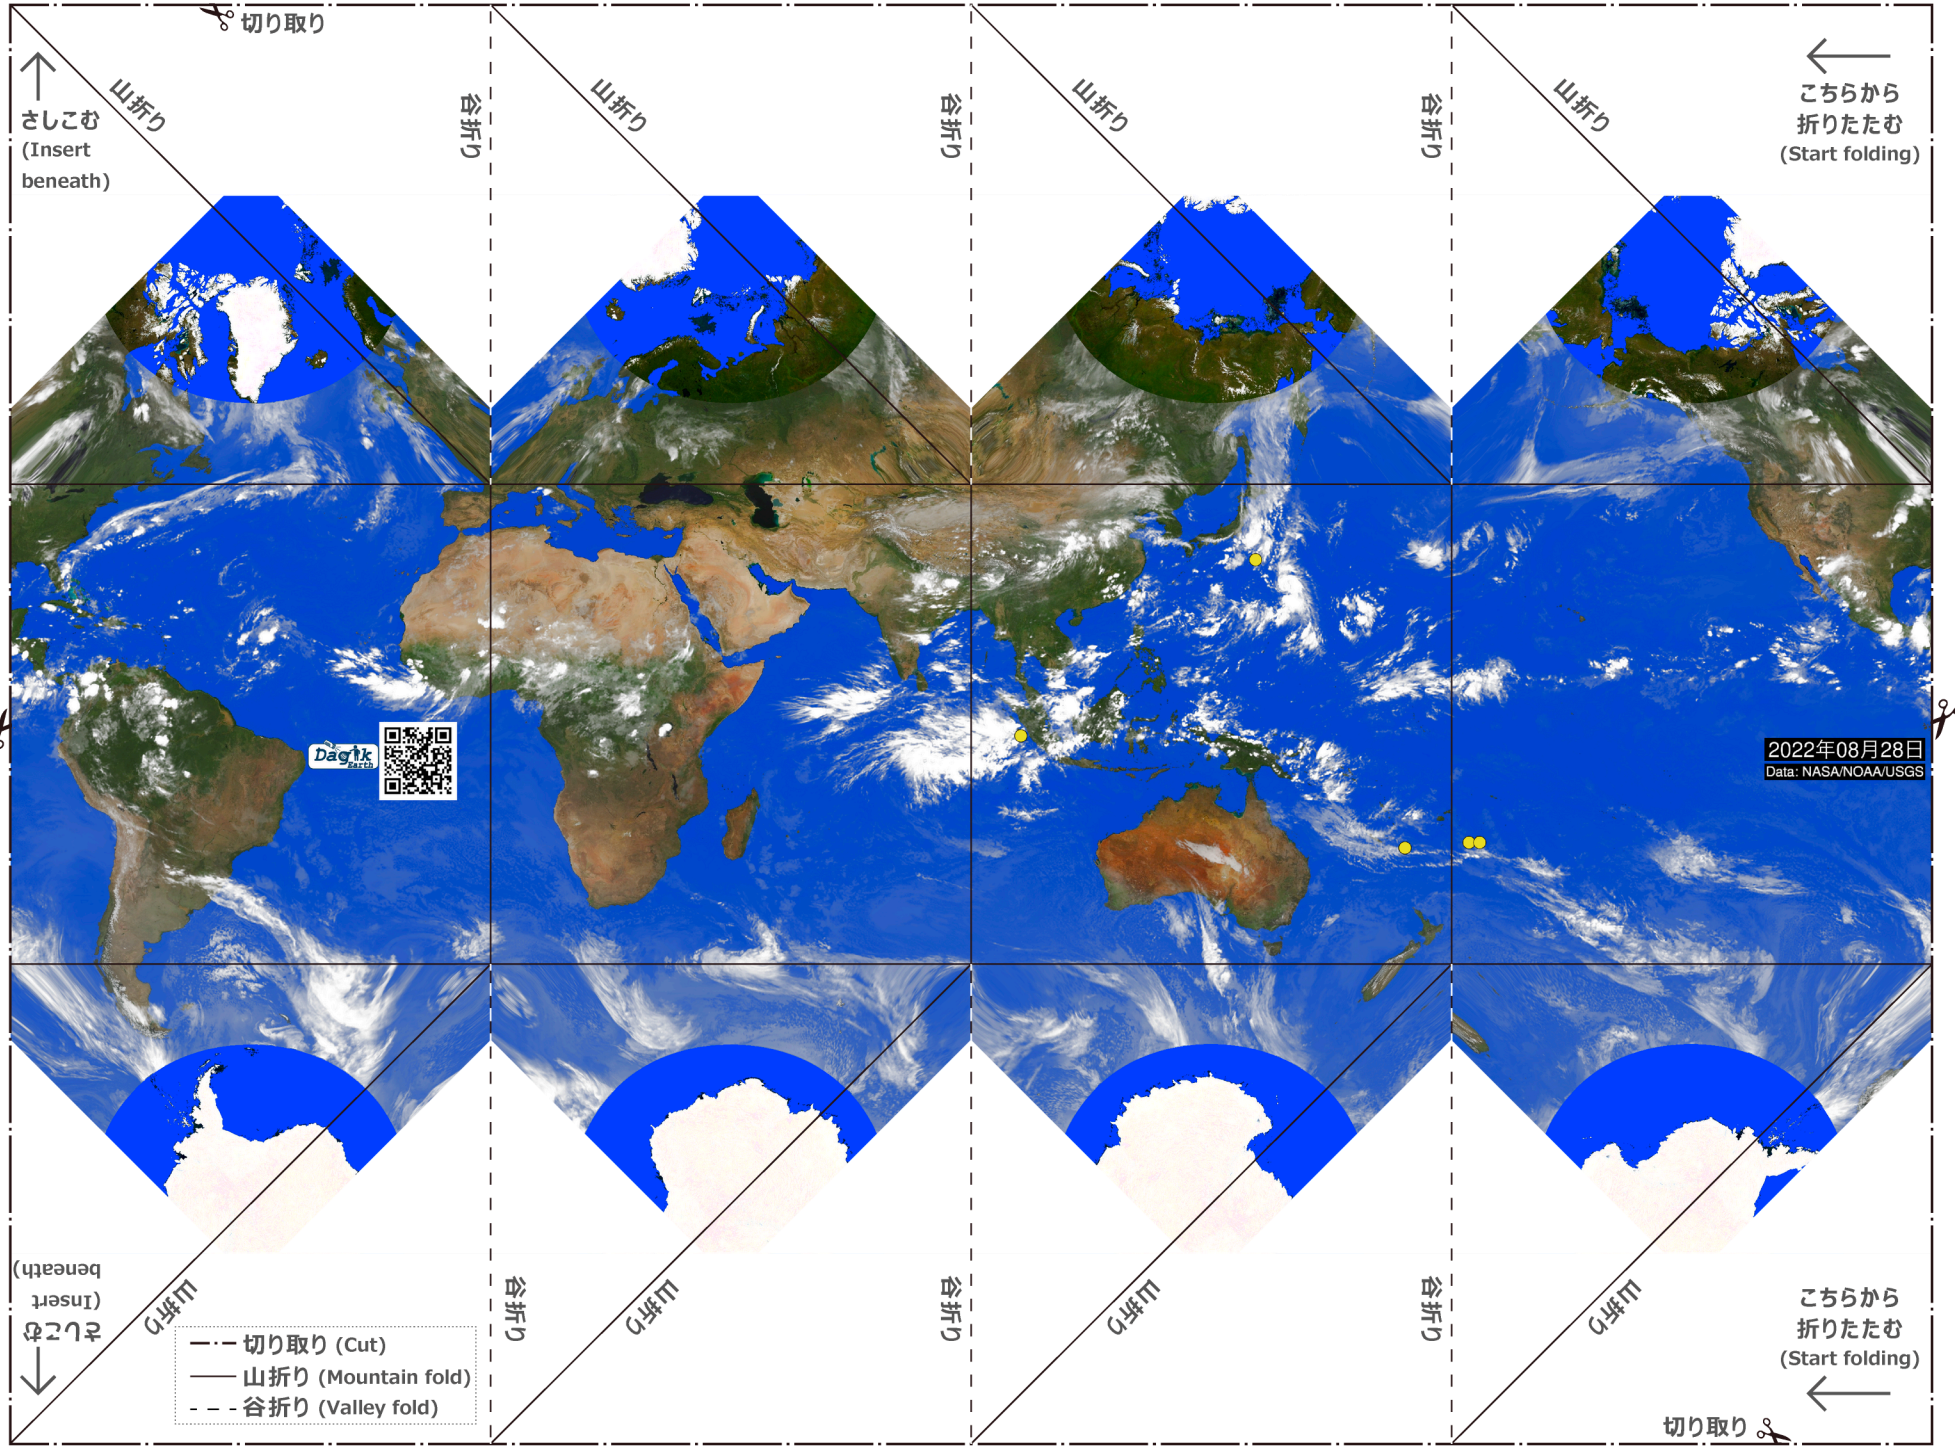 切り取り
さしこむ
(Insert
beneath)
山折り
谷折り
山折り
谷折り
山折り
谷折り
山折り
こちらから
折りたたむ
(Start folding)
Dagik
Earth
2022年08月28日
Data: NASA/NOAA/USGS
さしこむ
(Insert
beneath)
山折り
谷折り
山折り
谷折り
山折り
谷折り
山折り
こちらから
折りたたむ
(Start folding)
切り取り (Cut)
山折り (Mountain fold)
谷折り (Valley fold)
切り取り